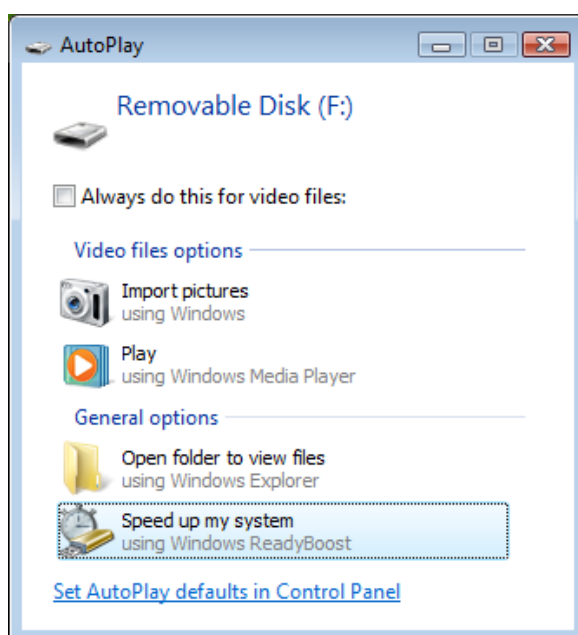 AutoPlay
Removable Disk (F:)
Always do this for video files:
Video files options
Import pictures
using Windows
Play
using Windows Media Player
General options
Open folder to view files
using Windows Explorer
Speed up my system
using Windows ReadyBoost
Set AutoPlay defaults in Control Panel